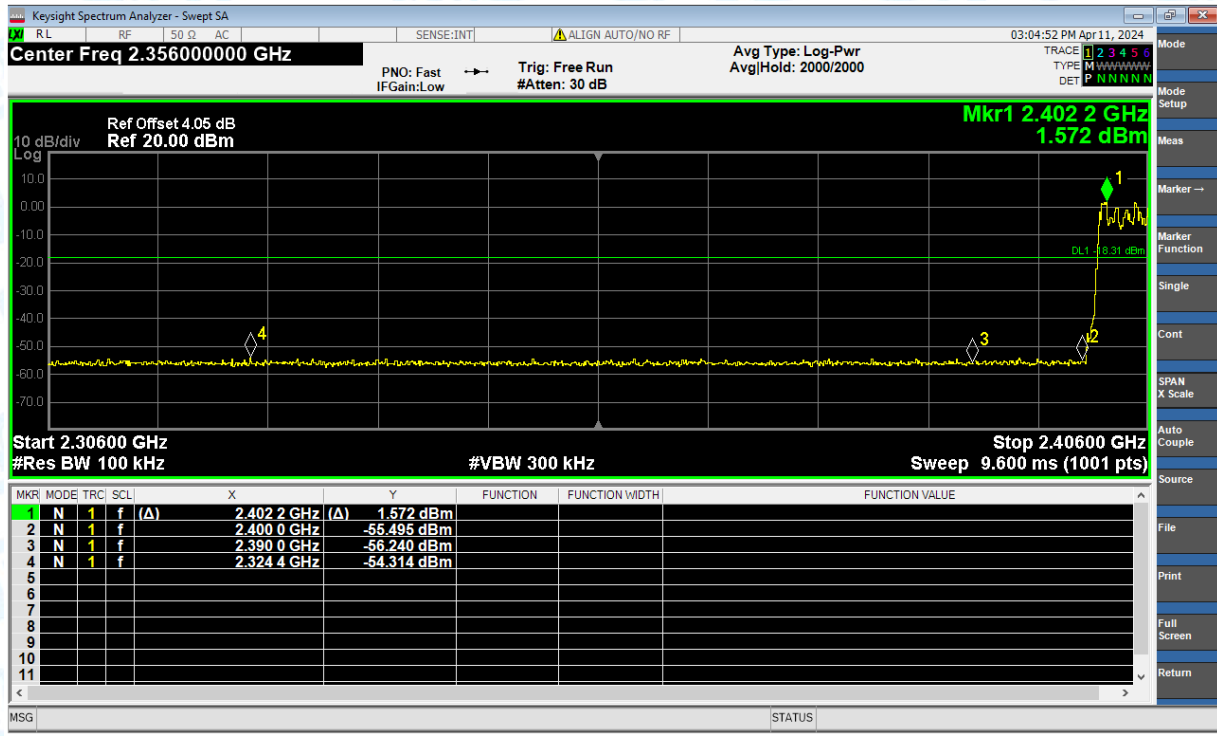 Keysight Spectrum Analyzer - Swept SA
LXI RL RF 50 Ω AC SENSE:INT ALIGN AUTO/NO RF 03:04:52 PM Apr 11, 2024
Center Freq 2.356000000 GHz
PNO: Fast
IFGain:Low
Trig: Free Run
#Atten: 30 dB
Avg Type: Log-Pwr
Avg|Hold: 2000/2000
TRACE 1 2 3 4 5 6
TYPE M WWWWW
DET P N N N N N
Mkr1 2.402 2 GHz
1.572 dBm
Ref Offset 4.05 dB
10 dB/div Ref 20.00 dBm
Log
10.0
0.00
-10.0
-20.0
-30.0
-40.0
-50.0
-60.0
-70.0
1
DL1 -18.31 dBm
4
3
2
Start 2.30600 GHz Stop 2.40600 GHz
#Res BW 100 kHz #VBW 300 kHz Sweep 9.600 ms (1001 pts)
MKR MODE TRC SCL X Y FUNCTION FUNCTION WIDTH FUNCTION VALUE
1 N 1 f (Δ) 2.402 2 GHz (Δ) 1.572 dBm
2 N 1 f 2.400 0 GHz -55.495 dBm
3 N 1 f 2.390 0 GHz -56.240 dBm
4 N 1 f 2.324 4 GHz -54.314 dBm
5
6
7
8
9
10
11
MSG STATUS
Mode
Mode
Setup
Meas
Marker →
Marker
Function
Single
Cont
SPAN
X Scale
Auto
Couple
Source
File
Print
Full
Screen
Return